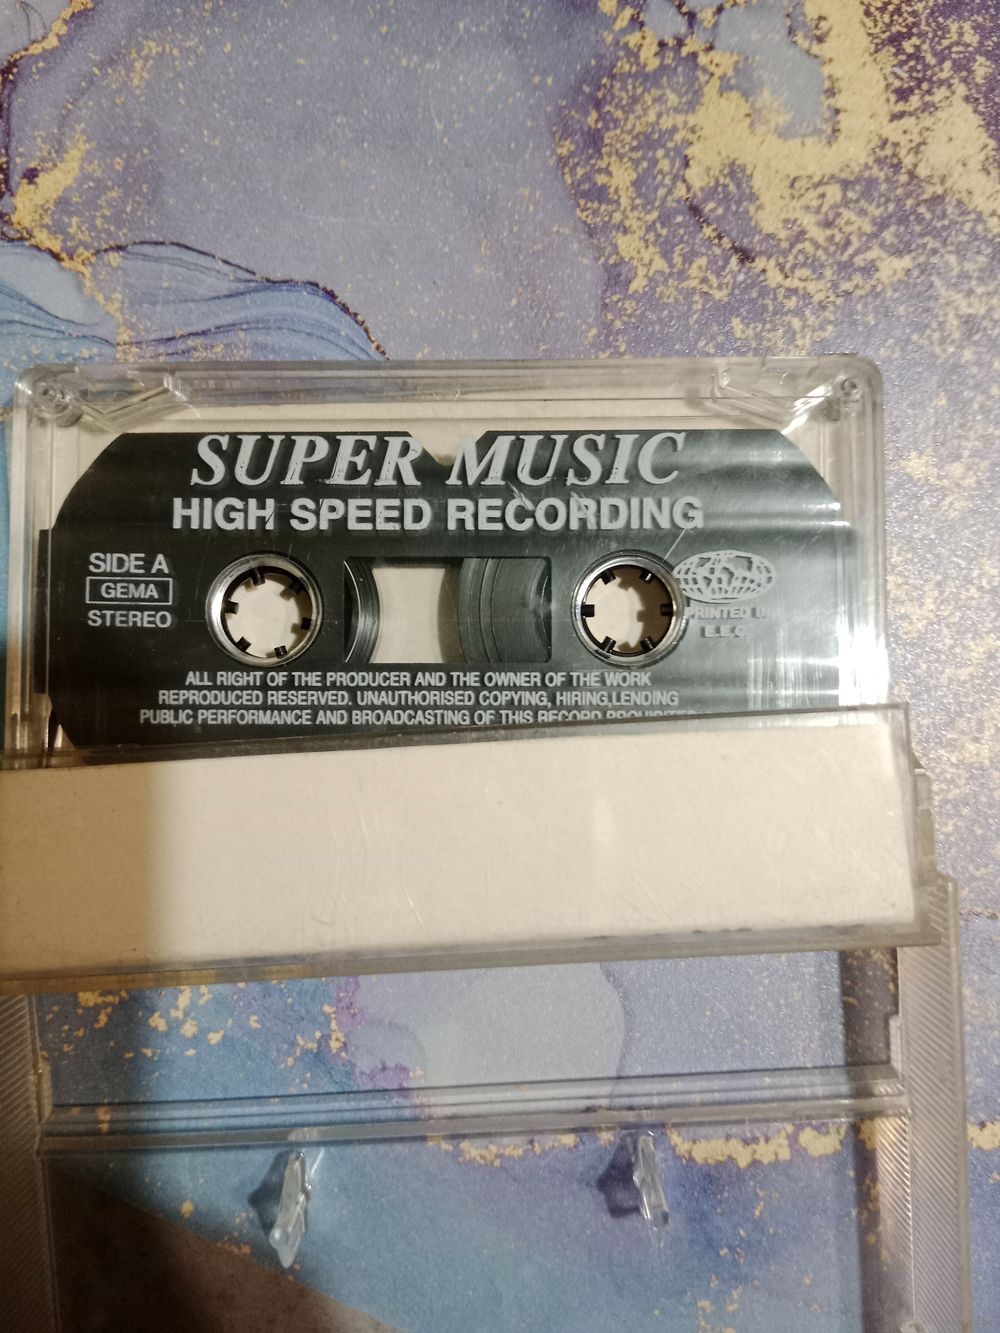 SUPER MUSIC
HIGH SPEED RECORDING
SIDE A
GEMA
STEREO
PRINTED IN
E.E.C
ALL RIGHT OF THE PRODUCER AND THE OWNER OF THE WORK
REPRODUCED RESERVED. UNAUTHORISED COPYING, HIRING,LENDING
PUBLIC PERFORMANCE AND BROADCASTING OF THIS RECORD PROHIBITED